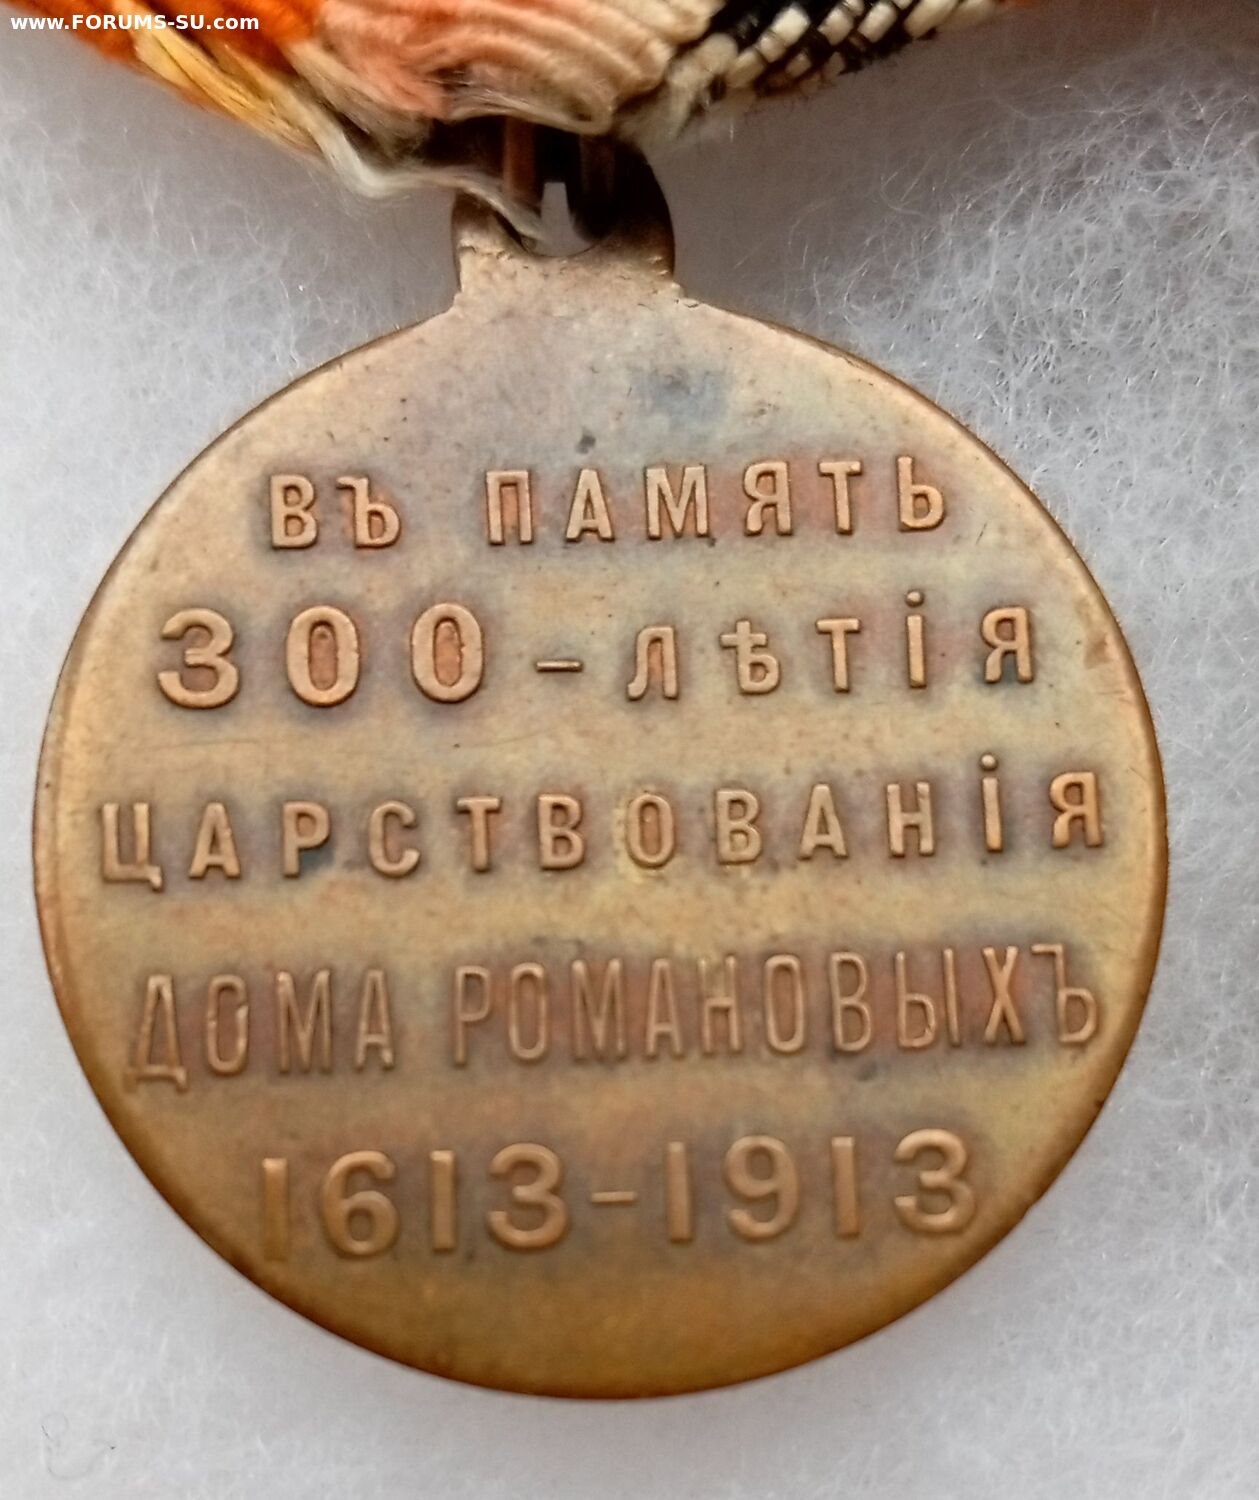 www.FORUMS-SU.com
ВЪ ПАМЯТЬ
300-ЛѢТІЯ
ЦАРСТВОВАНІЯ
ДОМА РОМАНОВЫХЪ
1613-1913